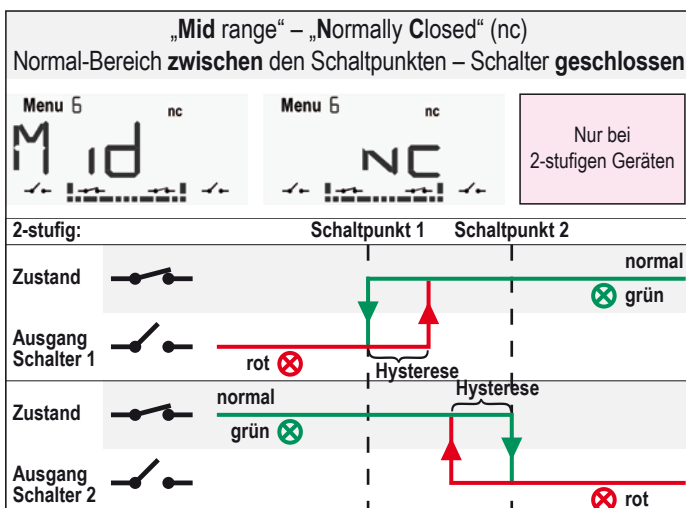 „Mid range“ – „Normally Closed“ (nc)
Normal-Bereich zwischen den Schaltpunkten – Schalter geschlossen
Menu 6 nc
Mid
Menu 6 nc
NC
Nur bei
2-stufigen Geräten
2-stufig: Schaltpunkt 1 Schaltpunkt 2
normal
Zustand
grün
Ausgang
Schalter 1
rot
Hysterese
Hysterese
normal
Zustand
grün
Ausgang
Schalter 2
rot